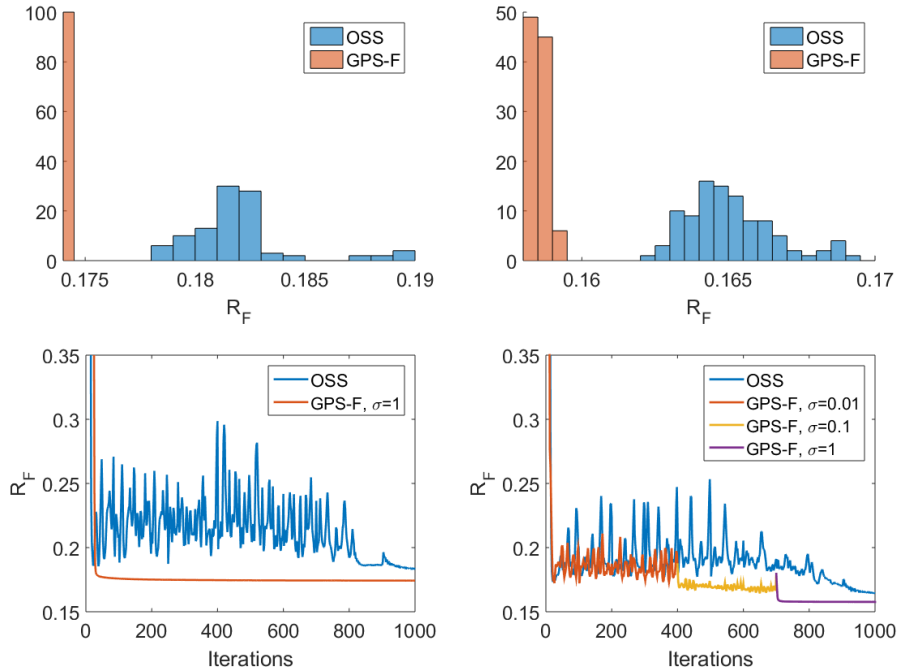 100
80
60
40
20
0
0.175
0.18
0.185
0.19
R_F
OSS
GPS-F
50
40
30
20
10
0
0.16
0.165
0.17
R_F
OSS
GPS-F
0.35
0.3
0.25
0.2
0.15
R_F
0
200
400
600
800
1000
Iterations
OSS
GPS-F, σ=1
0.35
0.3
0.25
0.2
0.15
R_F
0
200
400
600
800
1000
Iterations
OSS
GPS-F, σ=0.01
GPS-F, σ=0.1
GPS-F, σ=1